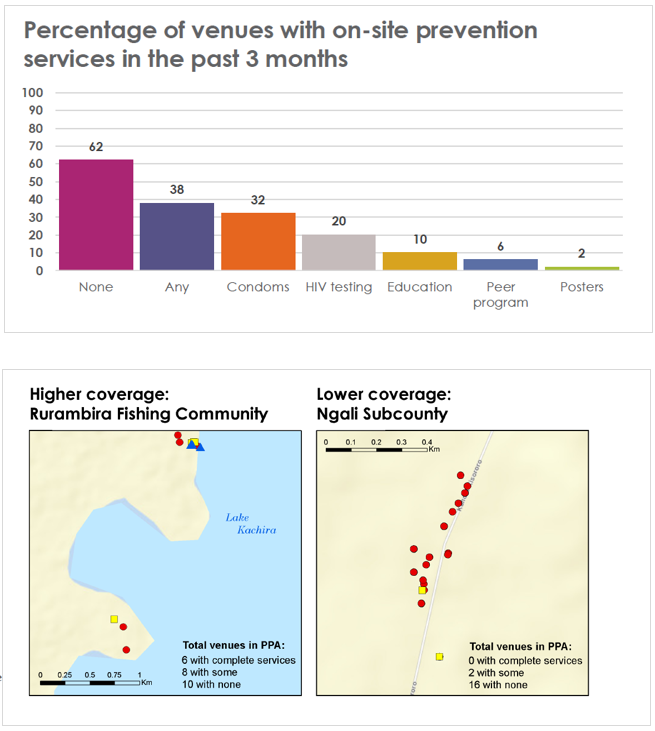 Percentage of venues with on-site prevention
services in the past 3 months
100
90
80
70
60
50
40
30
20
10
0
62
38
32
20
10
6
2
None
Any
Condoms
HIV testing
Education
Peer
program
Posters
Higher coverage:
Rurambira Fishing Community
Lake
Kachira
Total venues in PPA:
6 with complete services
8 with some
10 with none
0 0.25 0.5 0.75 1
Km
Lower coverage:
Ngali Subcounty
0 0.1 0.2 0.3 0.4
Km
Total venues in PPA:
0 with complete services
2 with some
16 with none